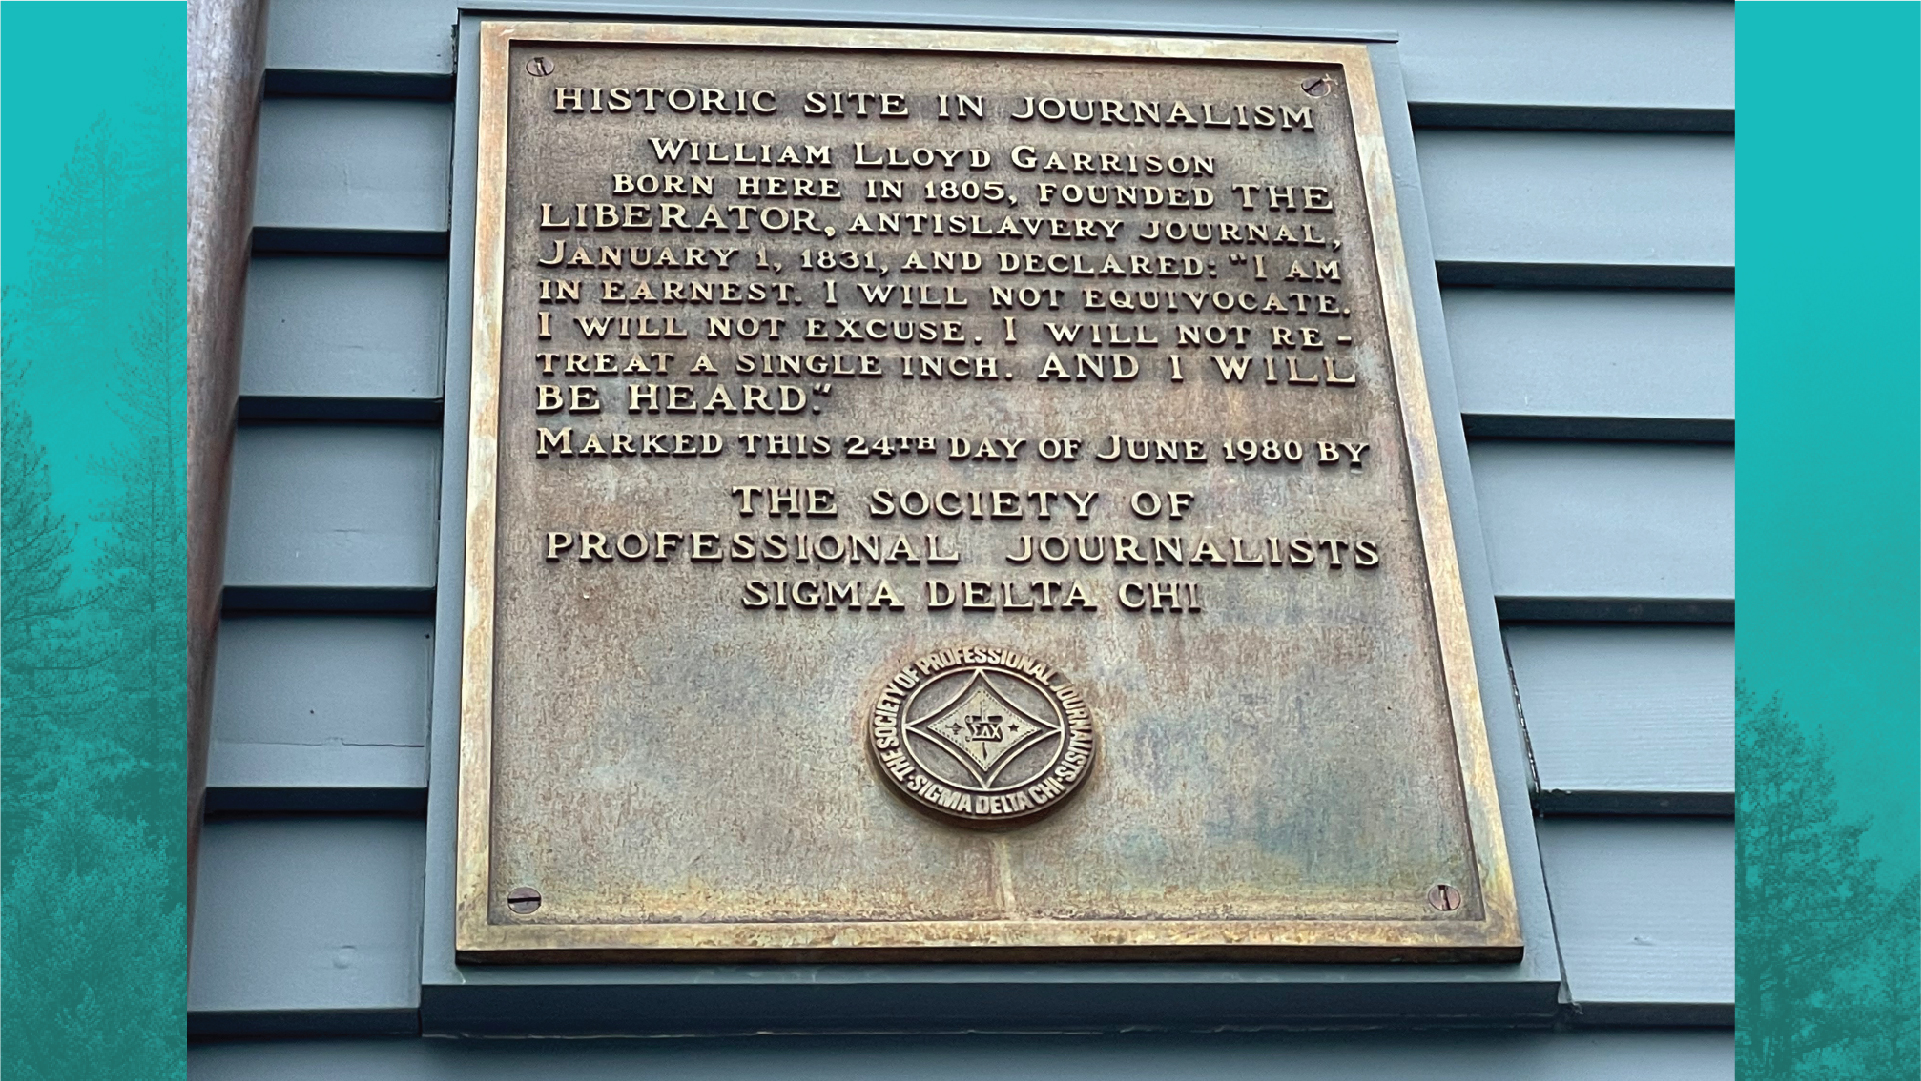 HISTORIC SITE IN JOURNALISM
WILLIAM LLOYD GARRISON
BORN HERE IN 1805, FOUNDED THE
LIBERATOR, ANTISLAVERY JOURNAL,
JANUARY 1, 1831, AND DECLARED: "I AM
IN EARNEST. I WILL NOT EQUIVOCATE.
I WILL NOT EXCUSE. I WILL NOT RE-
TREAT A SINGLE INCH. AND I WILL
BE HEARD."
MARKED THIS 24TH DAY OF JUNE 1980 BY
THE SOCIETY OF
PROFESSIONAL JOURNALISTS
SIGMA DELTA CHI
THE SOCIETY OF PROFESSIONAL JOURNALISTS · SIGMA DELTA CHI ·
ΣΔΧ